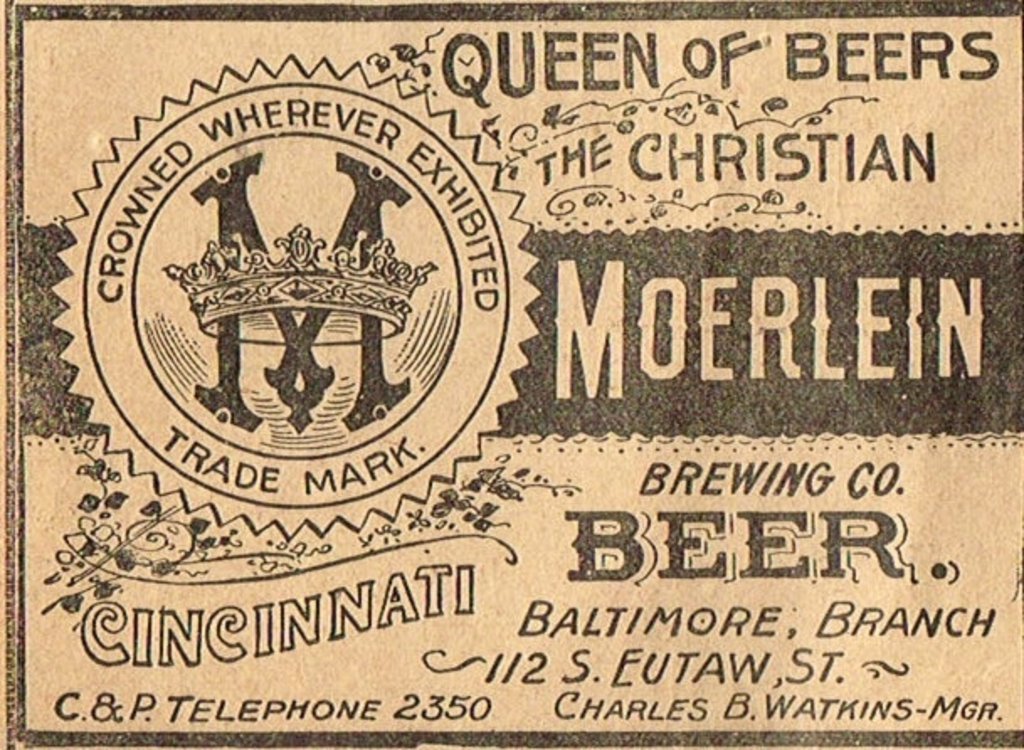 QUEEN OF BEERS
THE CHRISTIAN
MOERLEIN
BREWING CO.
BEER.
CROWNED WHEREVER EXHIBITED
M
TRADE MARK.
CINCINNATI
BALTIMORE, BRANCH
112 S. EUTAW, ST.
C. & P. TELEPHONE 2350
CHARLES B. WATKINS-MGR.